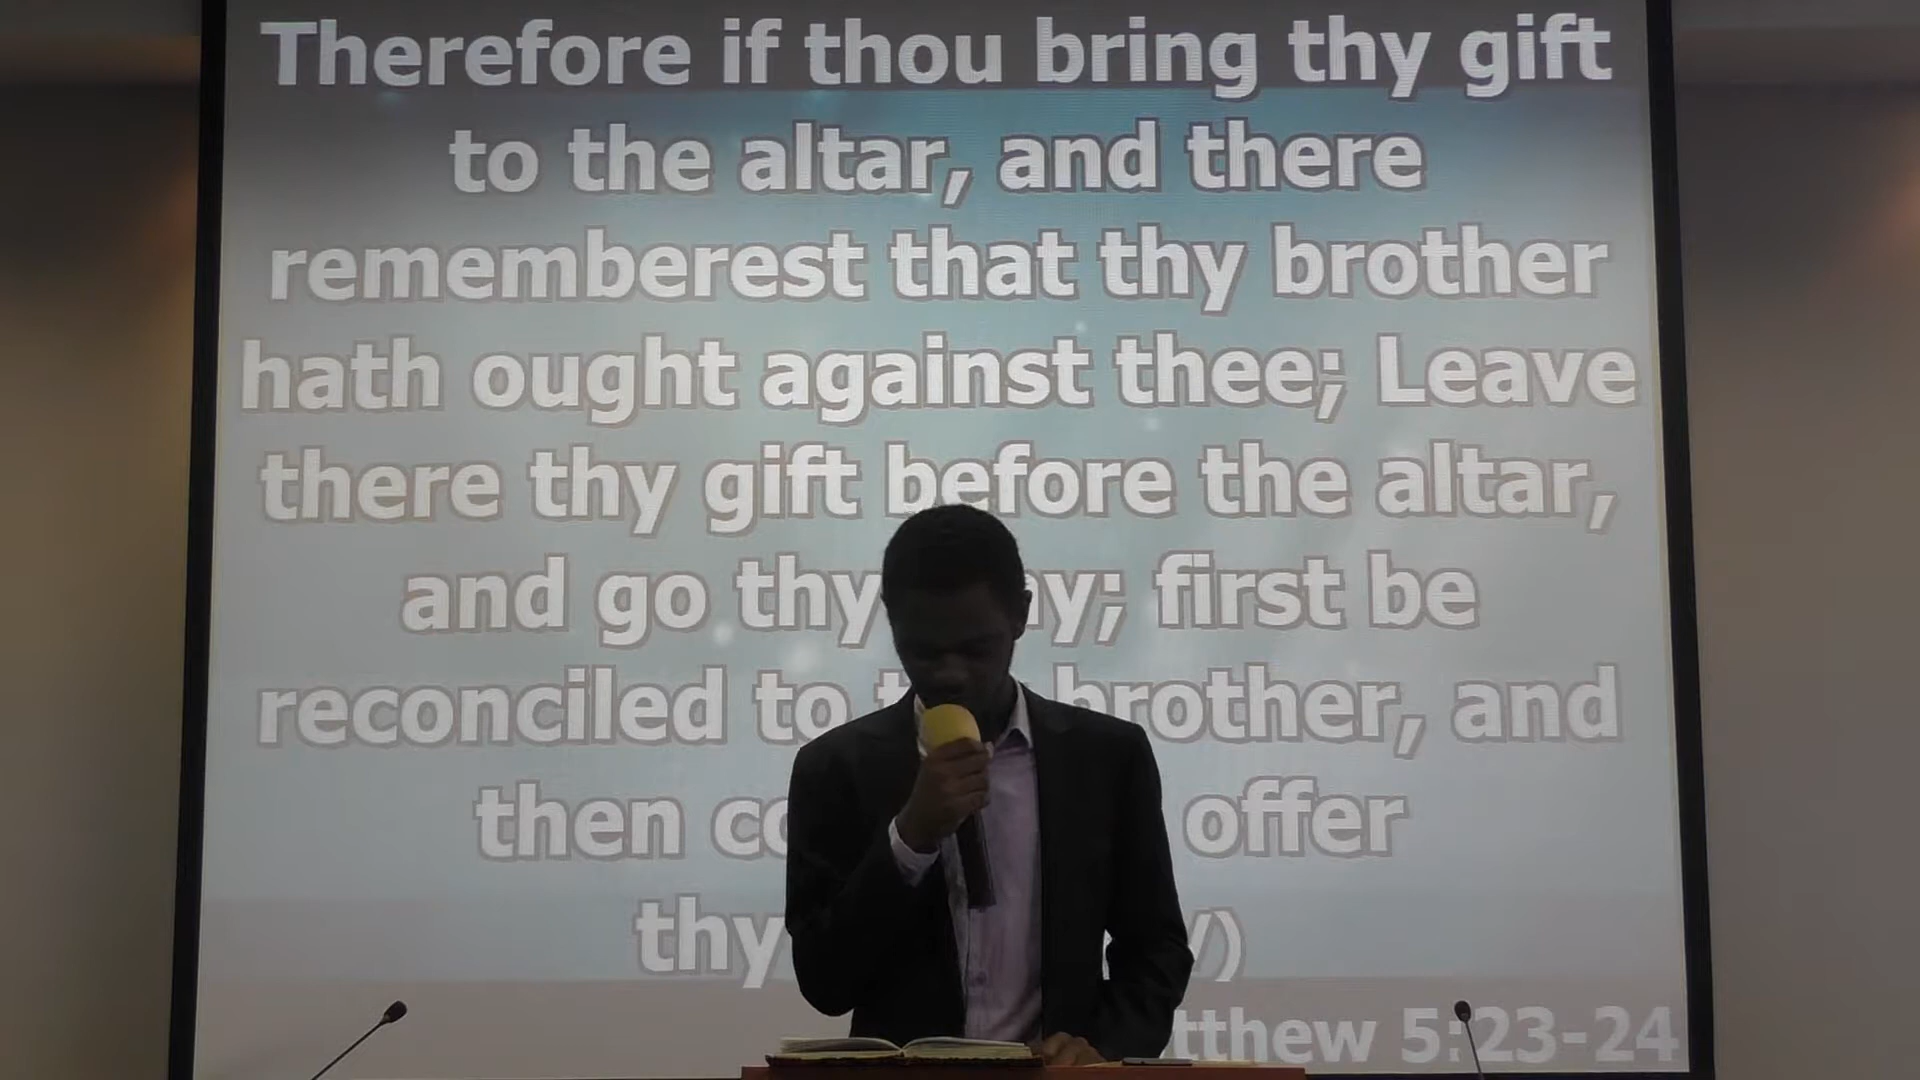 Therefore if thou bring thy gift
to the altar, and there
rememberest that thy brother
hath ought against thee; Leave
there thy gift before the altar,
and go thy first be
reconciled to brother, and
then offer
thy
5:23-24